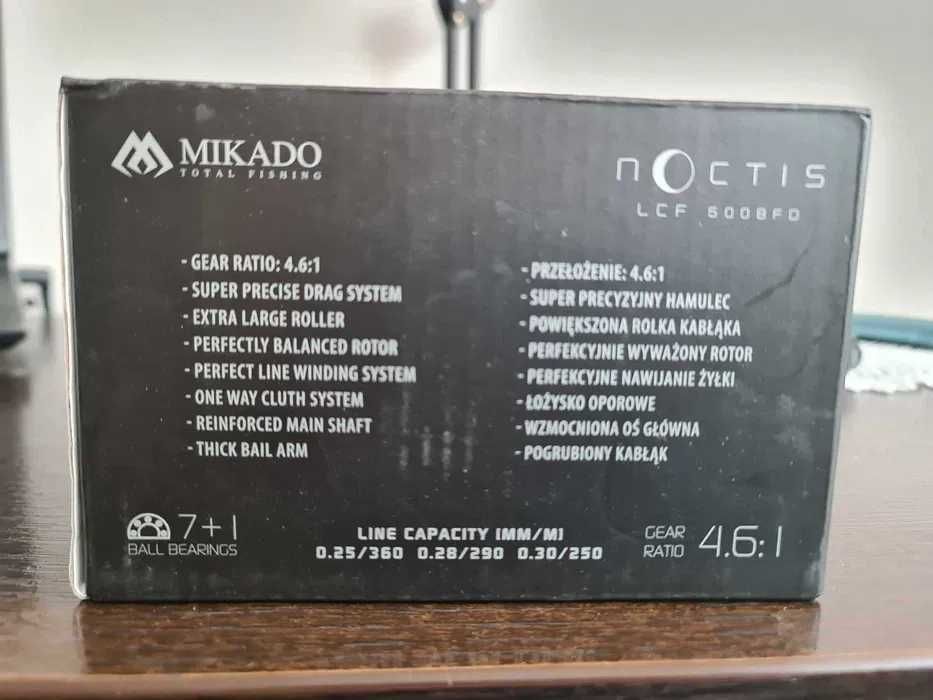 MIKADO
TOTAL FISHING
NOCTIS
LCF 5008FD
- GEAR RATIO: 4.6:1
- SUPER PRECISE DRAG SYSTEM
- EXTRA LARGE ROLLER
- PERFECTLY BALANCED ROTOR
- PERFECT LINE WINDING SYSTEM
- ONE WAY CLUTH SYSTEM
- REINFORCED MAIN SHAFT
- THICK BAIL ARM
- PRZEŁOŻENIE: 4.6:1
- SUPER PRECYZYJNY HAMULEC
- POWIĘKSZONA ROLKA KABŁĄKA
- PERFEKCYJNIE WYWAŻONY ROTOR
- PERFEKCYJNE NAWIJANIE ŻYŁKI
- ŁOŻYSKO OPOROWE
- WZMOCNIONA OŚ GŁÓWNA
- POGRUBIONY KABŁĄK
7+1
BALL BEARINGS
LINE CAPACITY [MM/M]
0.25/360 0.28/290 0.30/250
GEAR
RATIO
4.6:1